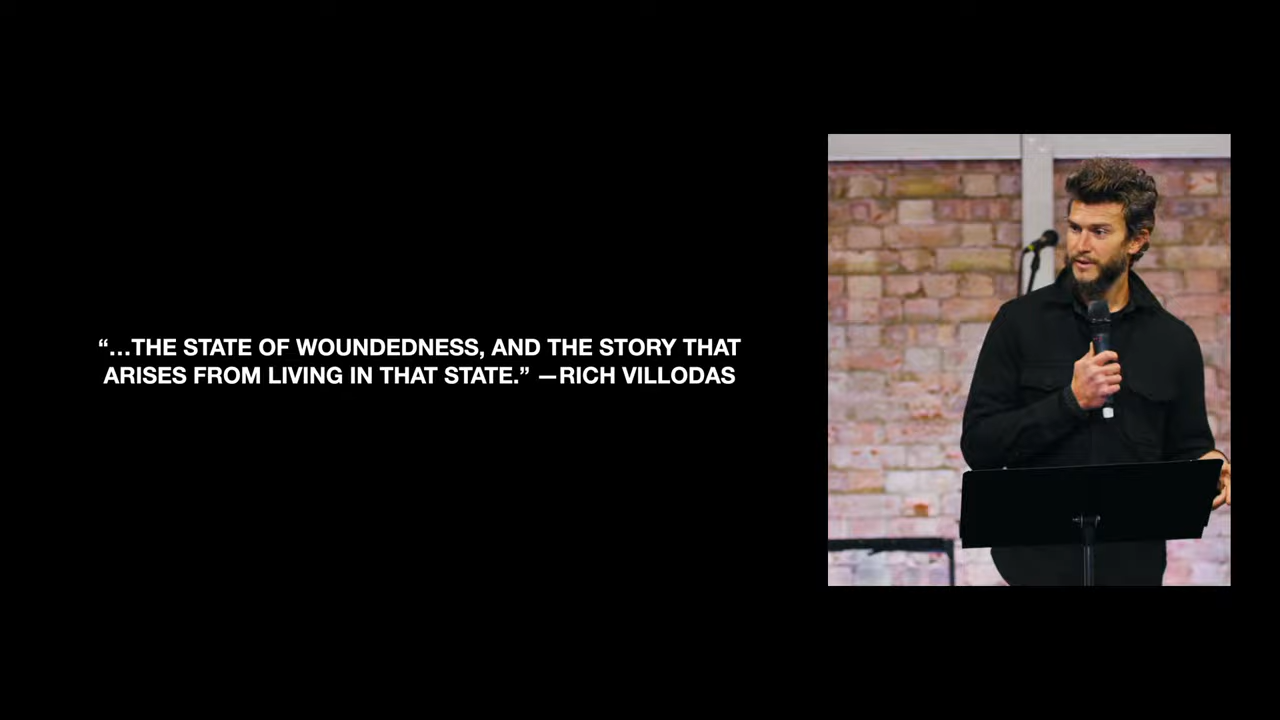 “…THE STATE OF WOUNDEDNESS, AND THE STORY THAT
ARISES FROM LIVING IN THAT STATE.” —RICH VILLODAS